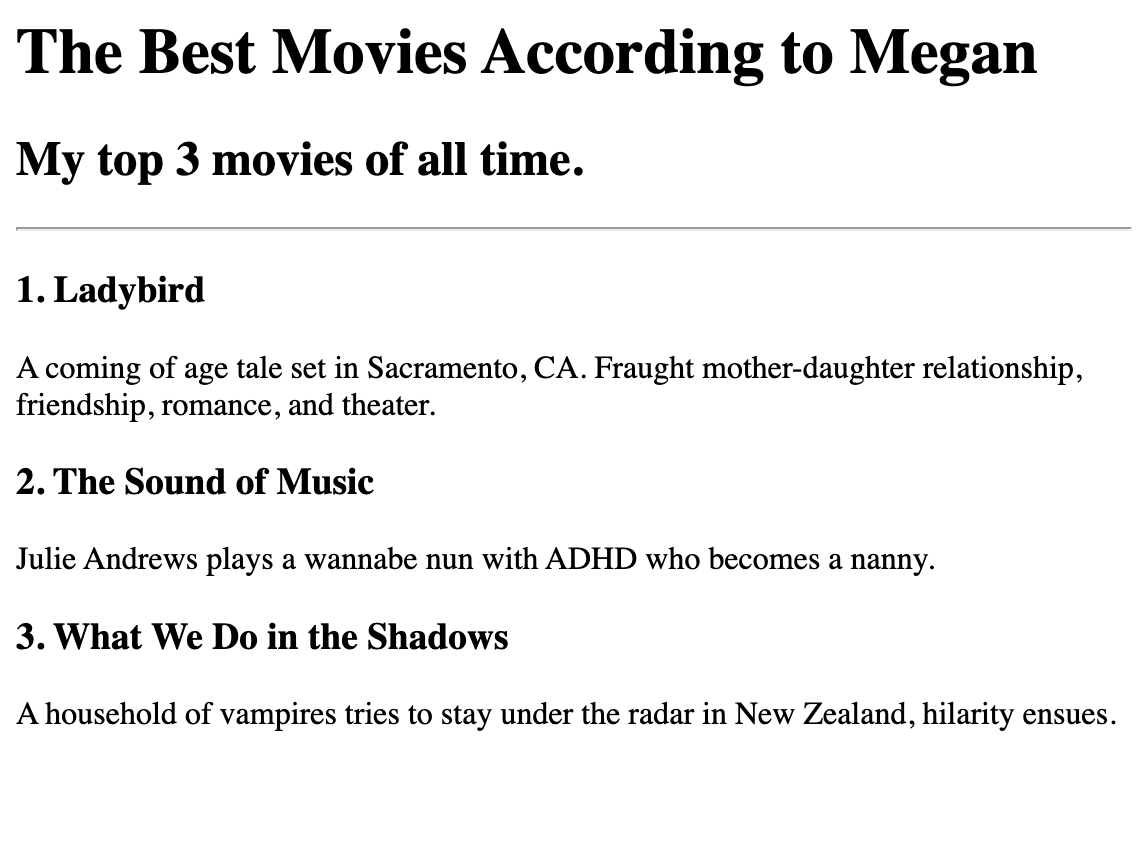 The Best Movies According to Megan
My top 3 movies of all time.
1. Ladybird
A coming of age tale set in Sacramento, CA. Fraught mother-daughter relationship,
friendship, romance, and theater.
2. The Sound of Music
Julie Andrews plays a wannabe nun with ADHD who becomes a nanny.
3. What We Do in the Shadows
A household of vampires tries to stay under the radar in New Zealand, hilarity ensues.